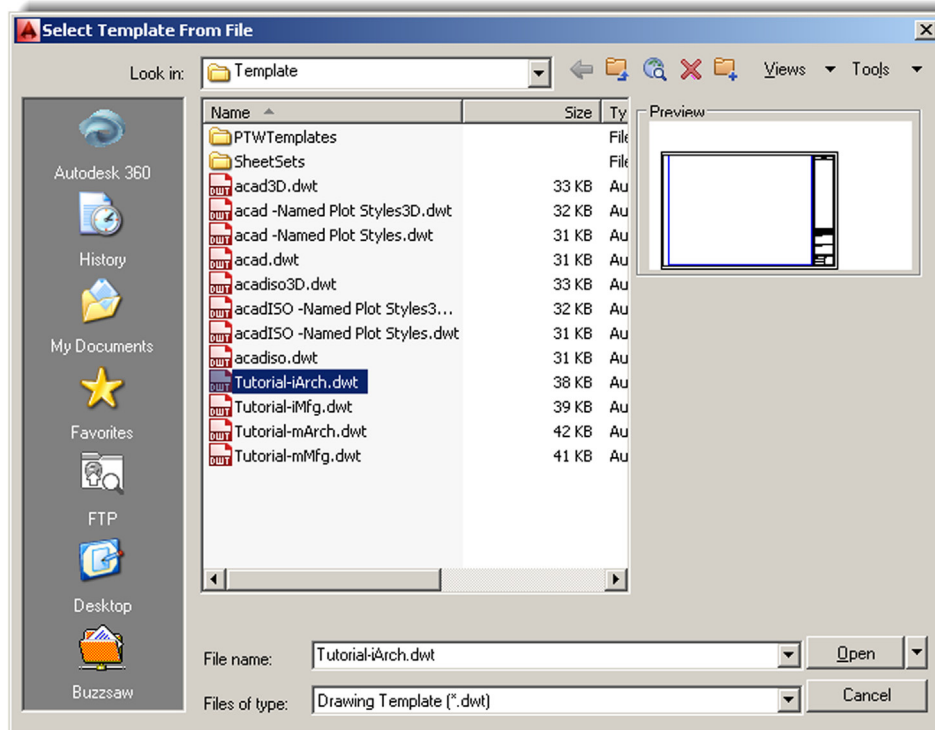 Select Template From File
Look in: Template Views Tools
Name Size Ty Preview
PTWTemplates File
SheetSets File
acad3D.dwt 33 KB Au
acad -Named Plot Styles3D.dwt 32 KB Au
acad -Named Plot Styles.dwt 31 KB Au
acad.dwt 31 KB Au
acadiso3D.dwt 33 KB Au
acadISO -Named Plot Styles3... 32 KB Au
acadISO -Named Plot Styles.dwt 31 KB Au
acadiso.dwt 31 KB Au
Tutorial-iArch.dwt 38 KB Au
Tutorial-iMfg.dwt 39 KB Au
Tutorial-mArch.dwt 42 KB Au
Tutorial-mMfg.dwt 41 KB Au
Autodesk 360
History
My Documents
Favorites
FTP
Desktop
Buzzsaw
File name: Tutorial-iArch.dwt Open
Files of type: Drawing Template (*.dwt) Cancel